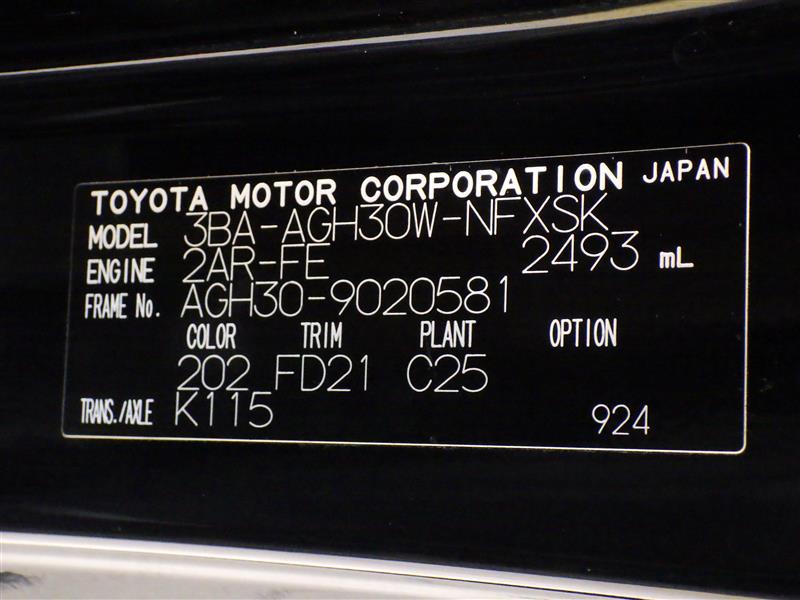 TOYOTA MOTOR CORPORATION JAPAN
MODEL 3BA-AGH30W-NFXSK
ENGINE 2AR-FE 2493 mL
FRAME No. AGH30-9020581
COLOR TRIM PLANT OPTION
202 FD21 C25
TRANS./AXLE K115 924